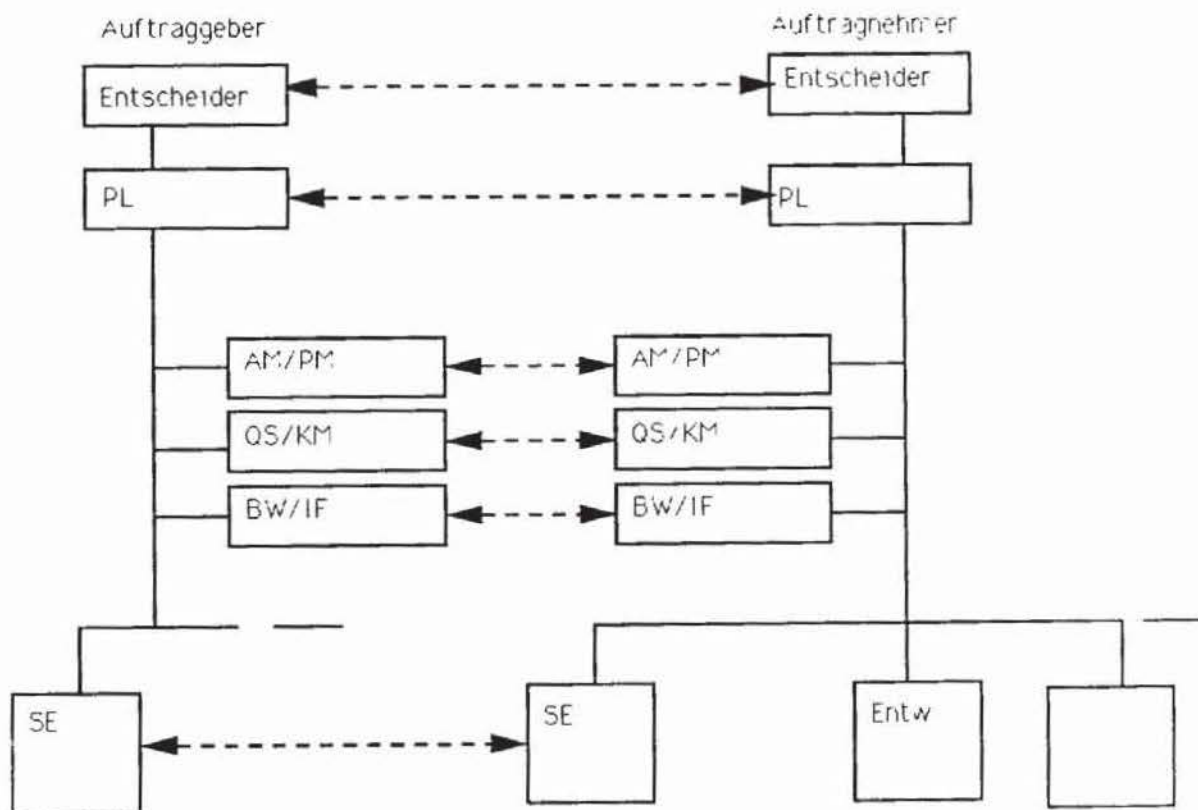 Auftraggeber
Auftragnehmer
Entscheider
Entscheider
PL
PL
AM/PM
AM/PM
QS/KM
QS/KM
BW/IF
BW/IF
SE
SE
Entw